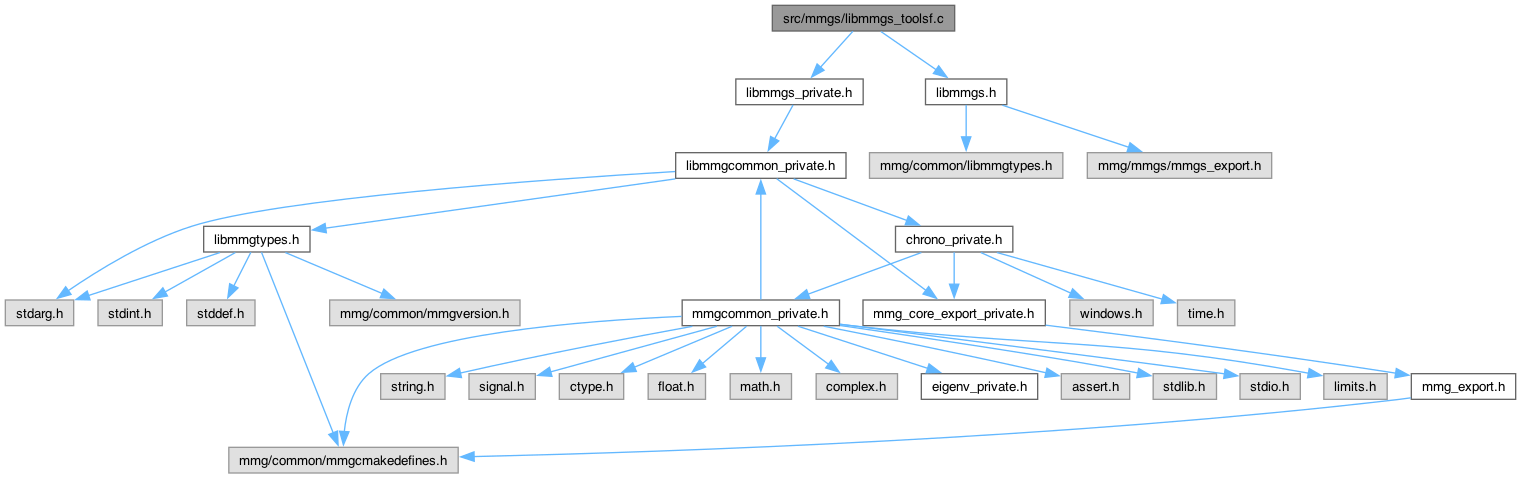 src/mmgs/libmmgs_toolsf.c
libmmgs_private.h
libmmgs.h
libmmgcommon_private.h
mmg/common/libmmgtypes.h
mmg/mmgs/mmgs_export.h
libmmgtypes.h
chrono_private.h
stdarg.h
stdint.h
stddef.h
mmg/common/mmgversion.h
mmgcommon_private.h
mmg_core_export_private.h
windows.h
time.h
string.h
signal.h
ctype.h
float.h
math.h
complex.h
eigenv_private.h
assert.h
stdlib.h
stdio.h
limits.h
mmg_export.h
mmg/common/mmgcmakedefines.h